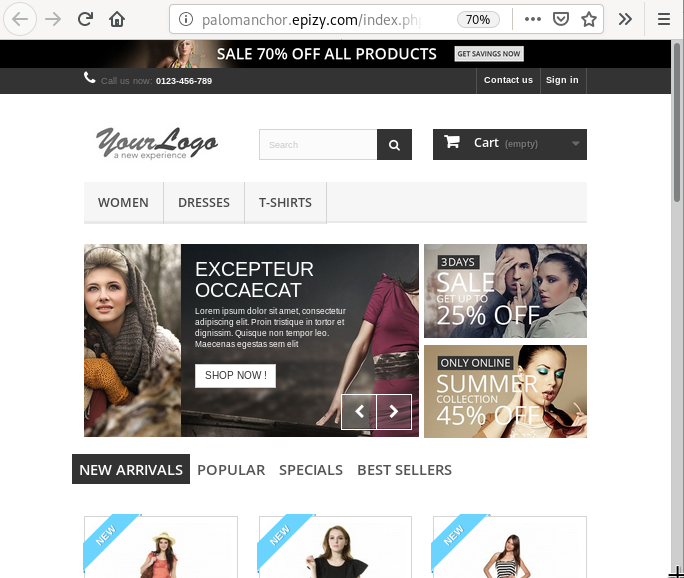 palomanchor.epizy.com/index.ph
70%
SALE 70% OFF ALL PRODUCTS
GET SAVINGS NOW
Call us now: 0123-456-789
Contact us
Sign in
YourLogo
a new experience
Search
Cart (empty)
WOMEN
DRESSES
T-SHIRTS
EXCEPTEUR
OCCAECAT
Lorem ipsum dolor sit amet, consectetur
adipiscing elit. Proin tristique in tortor et
dignissim. Quisque non tempor leo.
Maecenas egestas sem elit
SHOP NOW !
3DAYS
SALE
GET UP TO
25% OFF
ONLY ONLINE
SUMMER
COLLECTION
45% OFF
NEW ARRIVALS
POPULAR
SPECIALS
BEST SELLERS
NEW
NEW
NEW